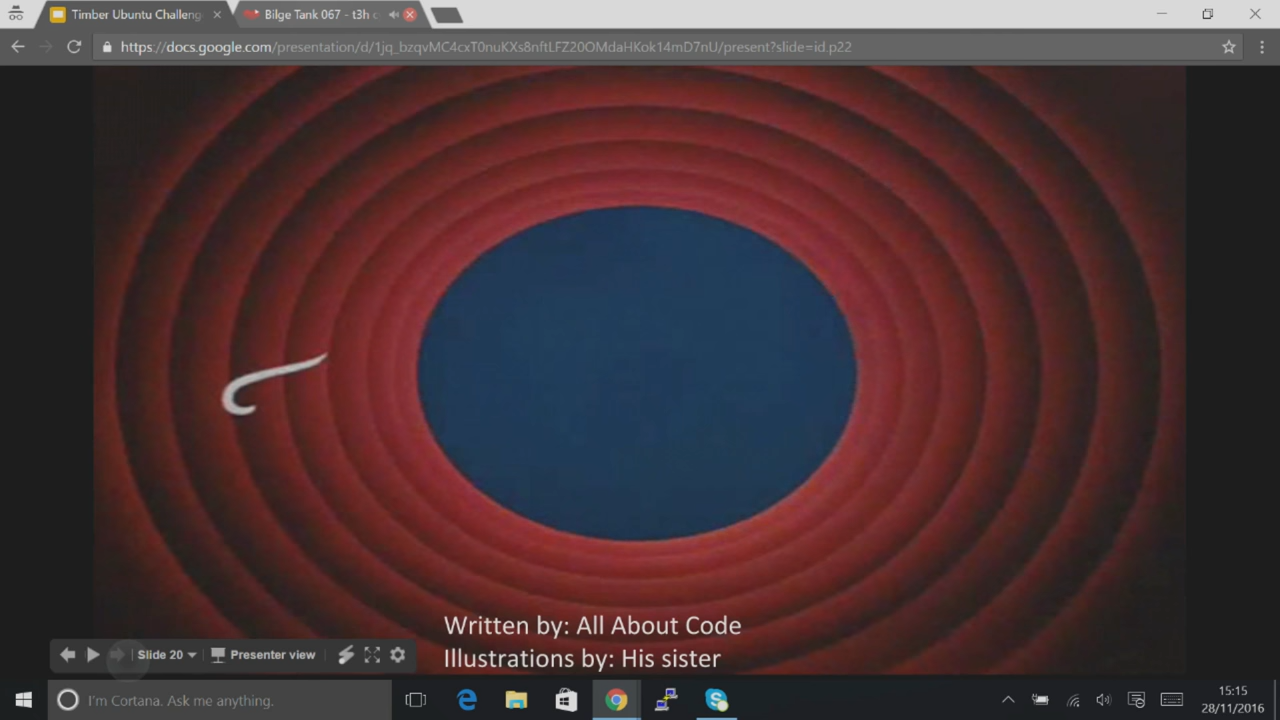 Timber Ubuntu Challeng
Bilge Tank 067 - t3h c
https://docs.google.com/presentation/d/1jq_bzqvMC4cxT0nuKXs8nftLFZ20OMdaHKok14mD7nU/present?slide=id.p22
Written by: All About Code
Illustrations by: His sister
Slide 20
Presenter view
I'm Cortana. Ask me anything.
15:15
28/11/2016